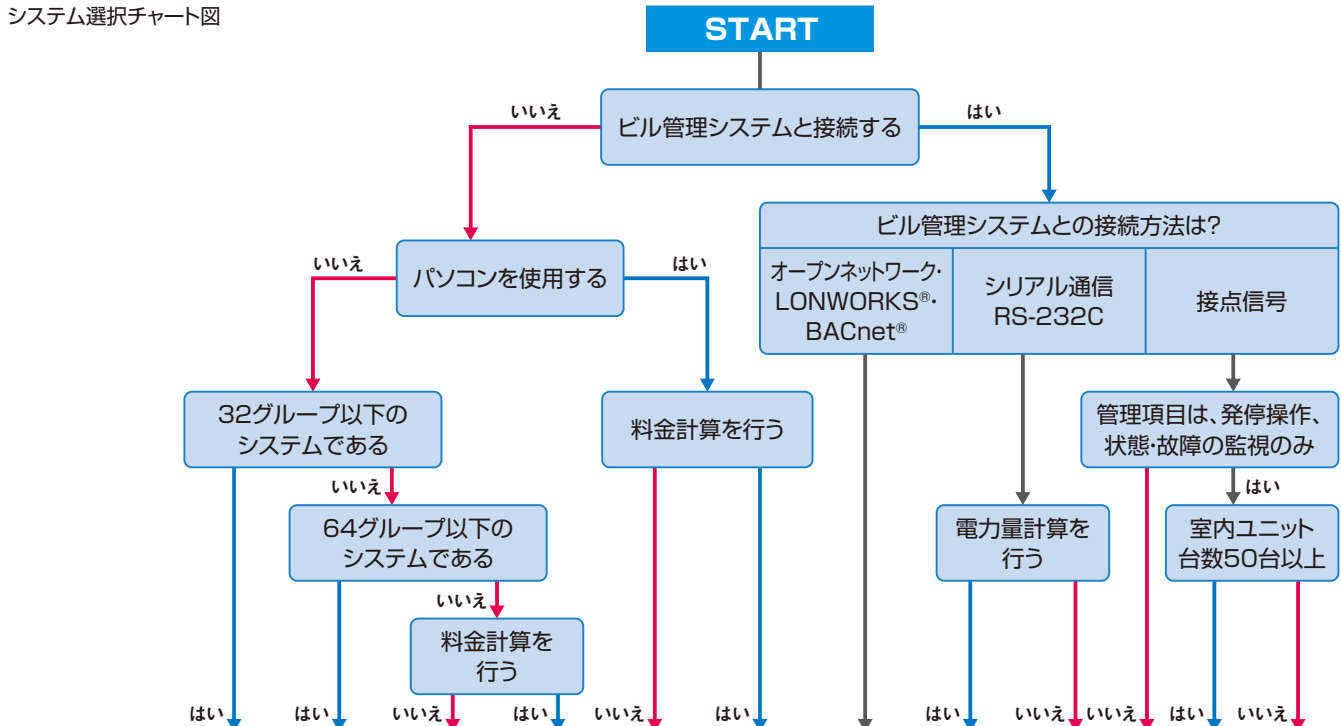 システム選択チャート図
START
いいえ
ビル管理システムと接続する
はい
ビル管理システムとの接続方法は?
オープンネットワーク・
LONWORKS®・
BACnet®
シリアル通信
RS-232C
接点信号
いいえ
パソコンを使用する
はい
32グループ以下の
システムである
料金計算を行う
管理項目は、発停操作、
状態・故障の監視のみ
いいえ
はい
64グループ以下の
システムである
電力量計算を
行う
室内ユニット
台数50台以上
いいえ
料金計算を
行う
はい
はい
いいえ
はい
いいえ
はい
はい
いいえ
いいえ
はい
いいえ